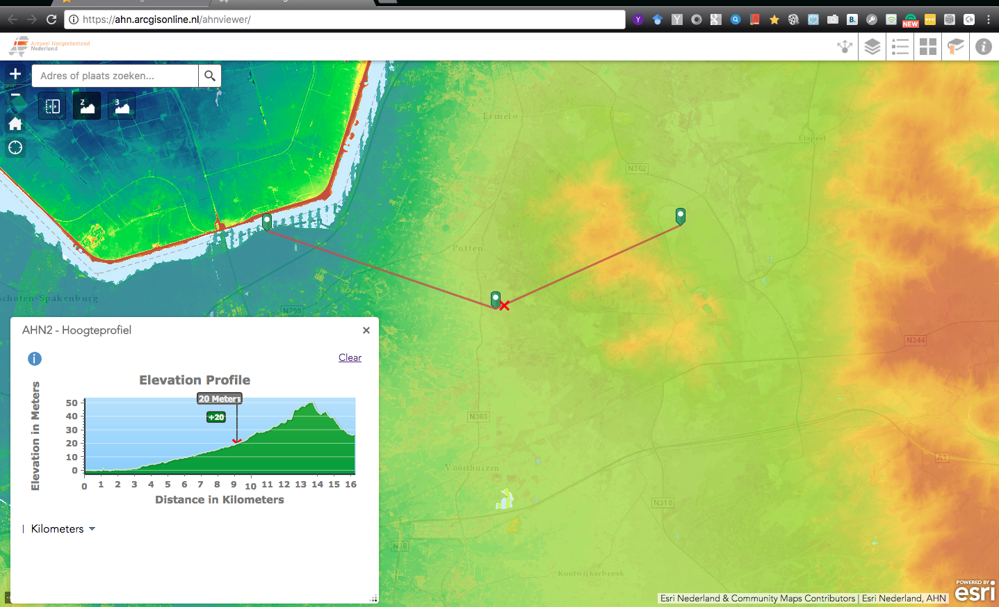 https://ahn.arcgisonline.nl/ahnviewer/
NEW
Actueel Hoogtebestand
Nederland
Adres of plaats zoeken...
2
3
Ermelo
Elspeet
N302
Putten
choten-Spakenburg
N798
N344
N303
A1
Voorthuizen
N310
N30
Kootwijkerbroek
AHN2 - Hoogteprofiel
Clear
Elevation Profile
Elevation in Meters
20 Meters
+20
50
40
30
20
10
0
0 1 2 3 4 5 6 7 8 9 10 11 12 13 14 15 16
Distance in Kilometers
Kilometers
Esri Nederland & Community Maps Contributors | Esri Nederland, AHN
POWERED BY
esri